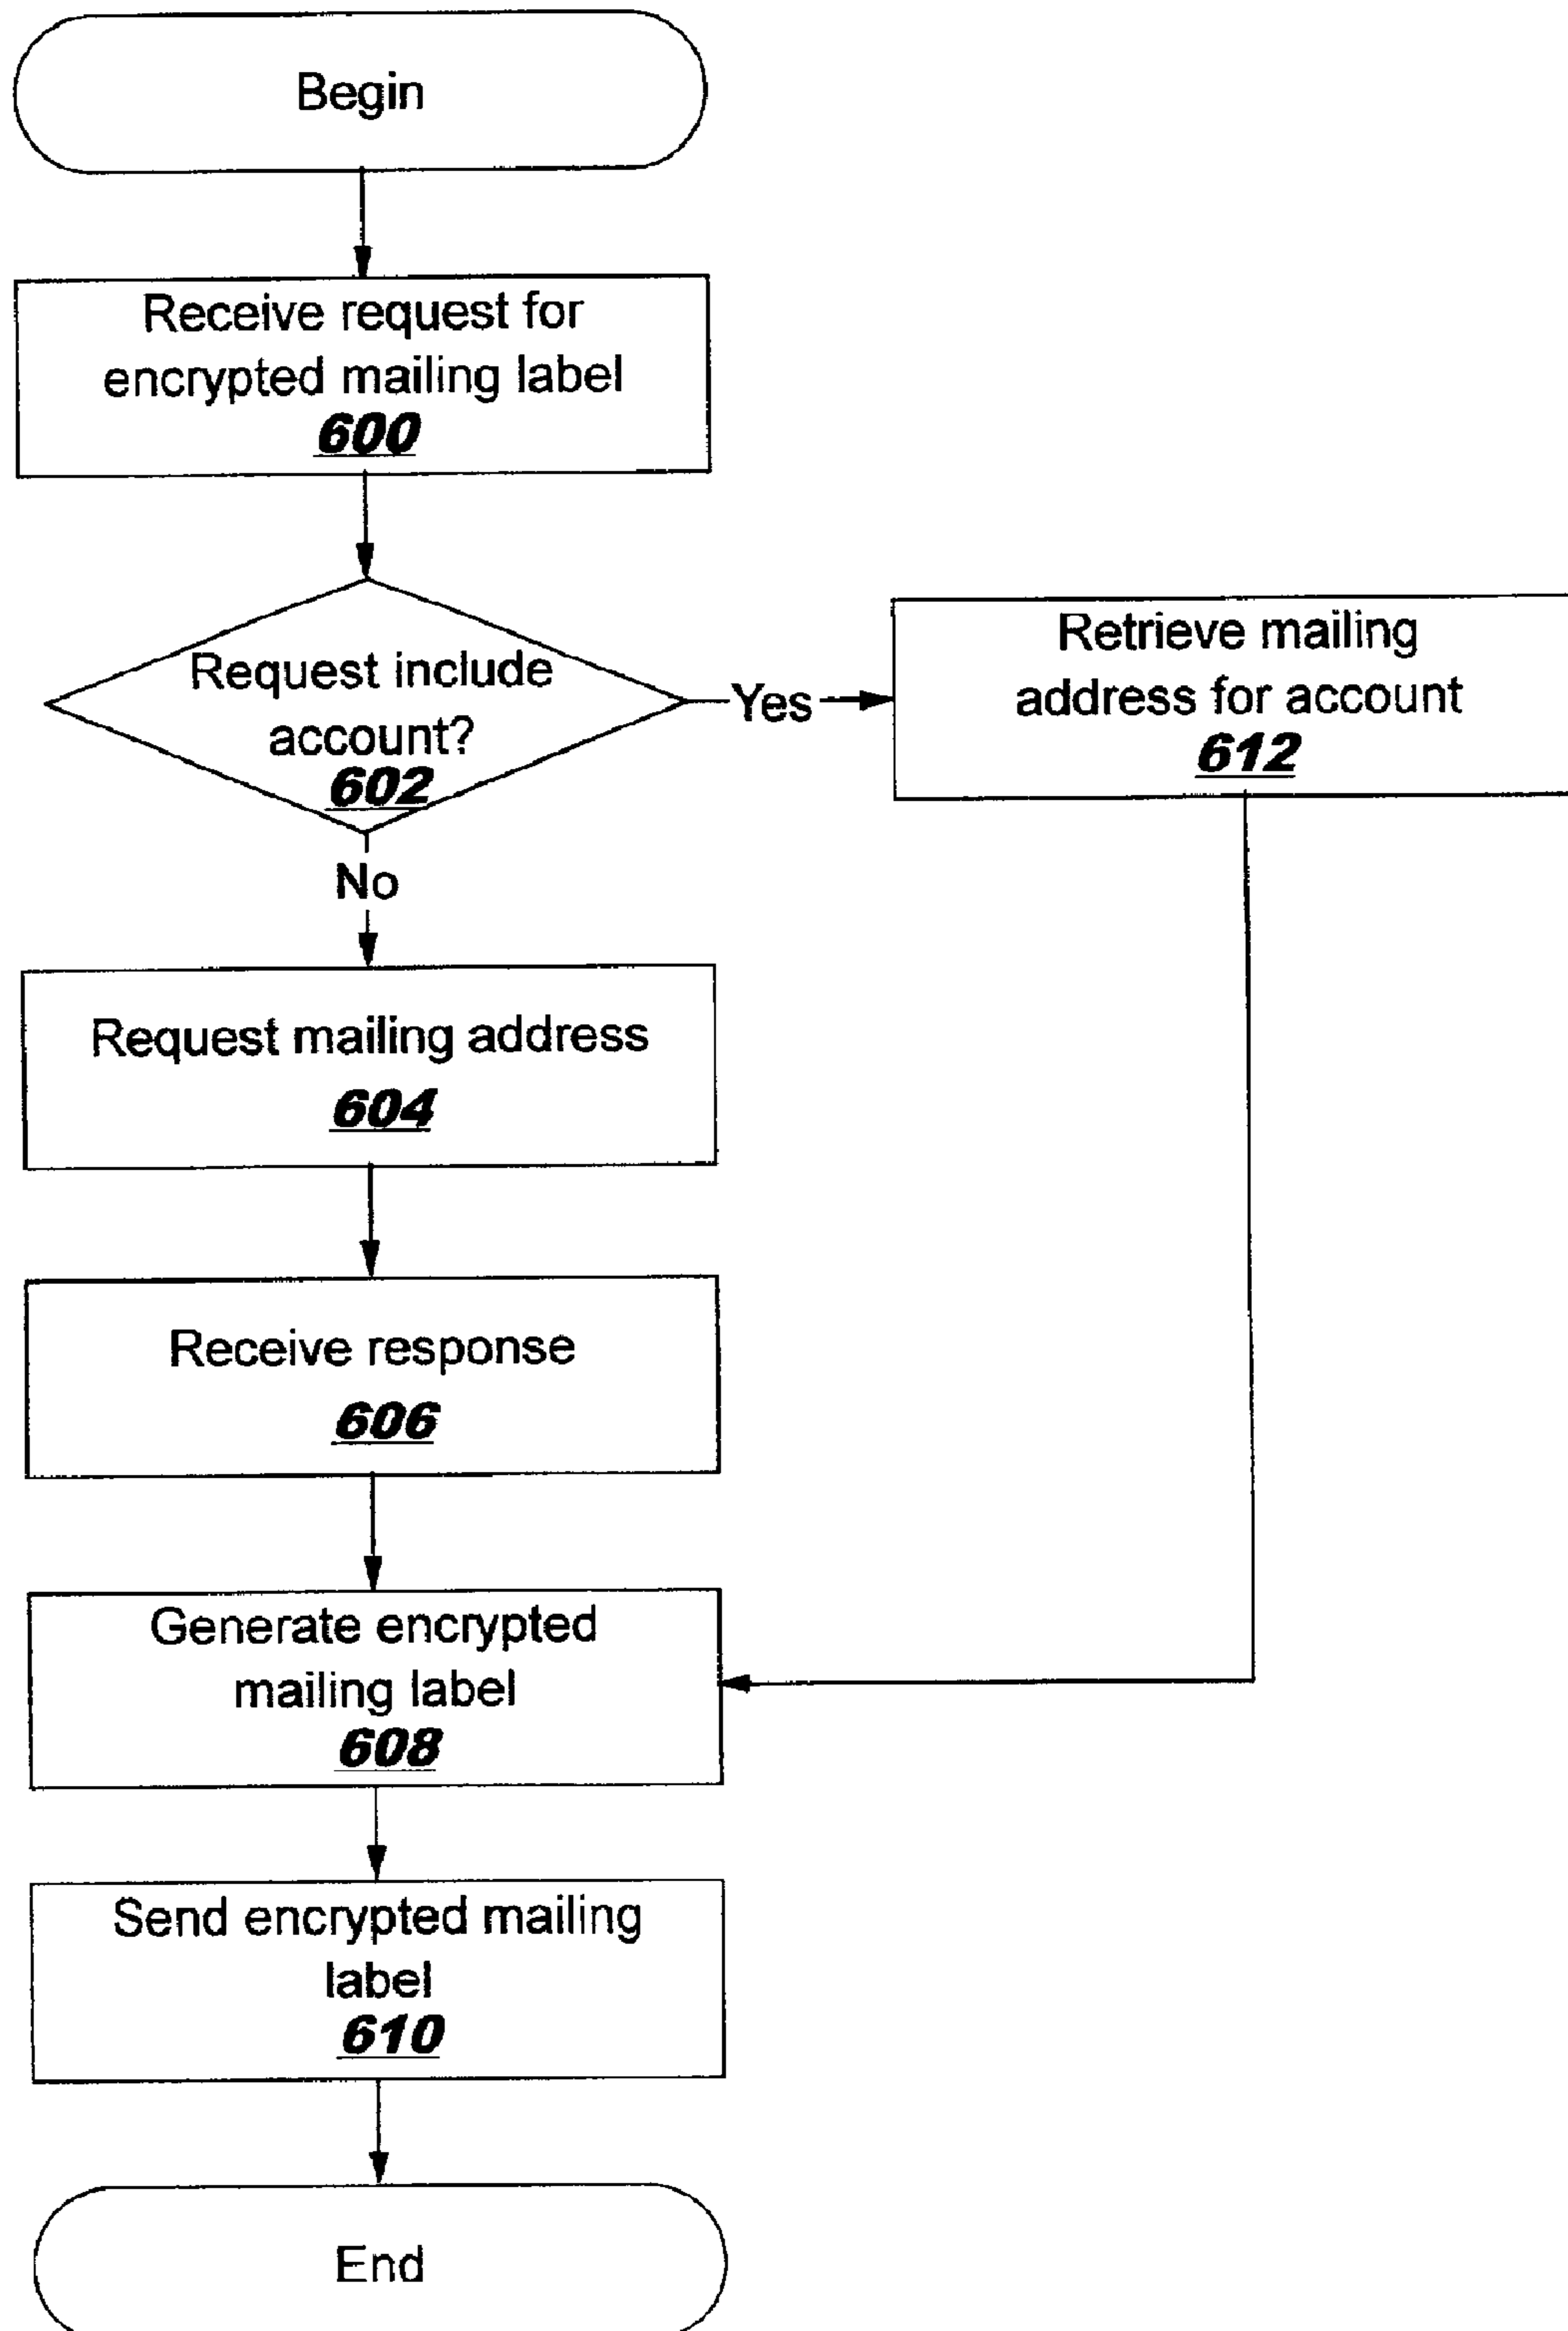 Begin
Receive request for
encrypted mailing label
600
Request include
account?
602
Yes
Retrieve mailing
address for account
612
No
Request mailing address
604
Receive response
606
Generate encrypted
mailing label
608
Send encrypted mailing
label
610
End